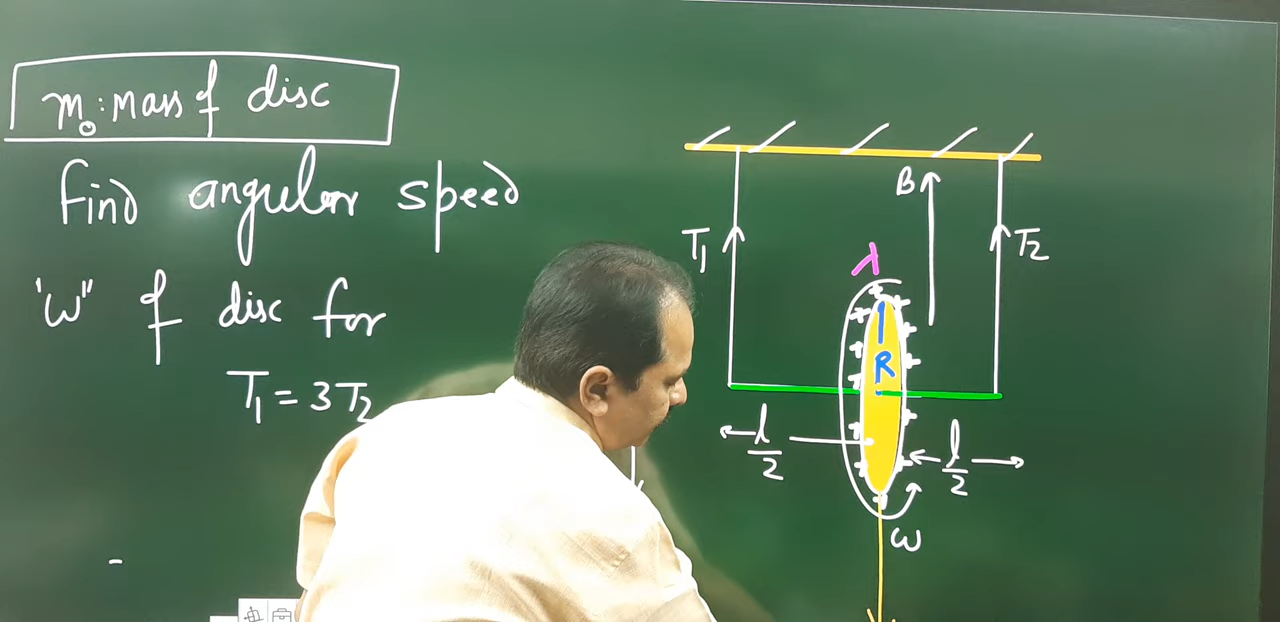 m₀: Mass of disc
Find angular speed
'ω" of disc for
T₁ = 3T₂
B
T₁
T₂
λ
R
l/2
l/2
ω